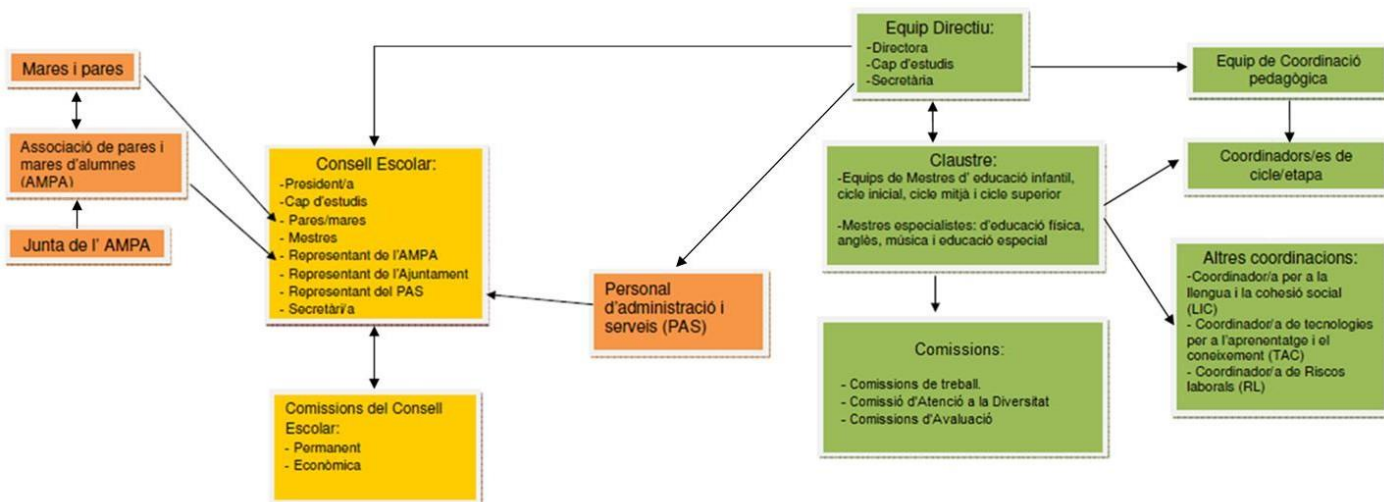 Mares i pares
Associació de pares i
mares d'alumnes
(AMPA)
Junta de l' AMPA
Consell Escolar:
-President/a
-Cap d'estudis
- Pares/mares
- Mestres
- Representant de l'AMPA
- Representant de l'Ajuntament
- Representant del PAS
- Secretàri/a
Comissions del Consell
Escolar:
- Permanent
- Econòmica
Personal
d'administració i
serveis (PAS)
Equip Directiu:
-Directora
-Cap d'estudis
-Secretària
Claustre:
-Equips de Mestres d' educació infantil,
cicle inicial, cicle mitjà i cicle superior
-Mestres especialistes: d'educació física,
anglès, música i educació especial
Comissions:
- Comissions de treball.
- Comissió d'Atenció a la Diversitat
- Comissions d'Avaluació
Equip de Coordinació
pedagògica
Coordinadors/es de
cicle/etapa
Altres coordinacions:
-Coordinador/a per a la
llengua i la cohesió social
(LIC)
- Coordinador/a de tecnologies
per a l'aprenentatge i el
coneixement (TAC)
- Coordinador/a de Riscos
laborals (RL)